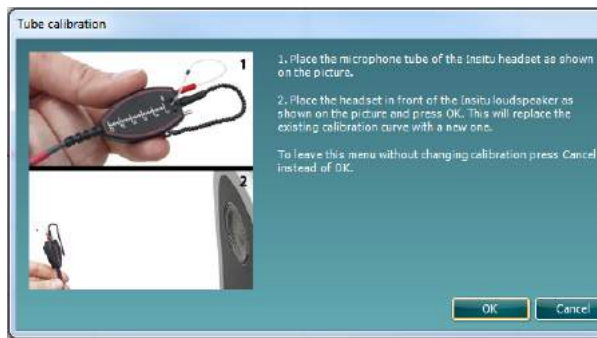 Tube calibration
1
1. Place the microphone tube of the Insitu headset as shown
on the picture.
2. Place the headset in front of the Insitu loudspeaker as
shown on the picture and press OK. This will replace the
existing calibration curve with a new one.
To leave this menu without changing calibration press Cancel
instead of OK.
2
OK
Cancel